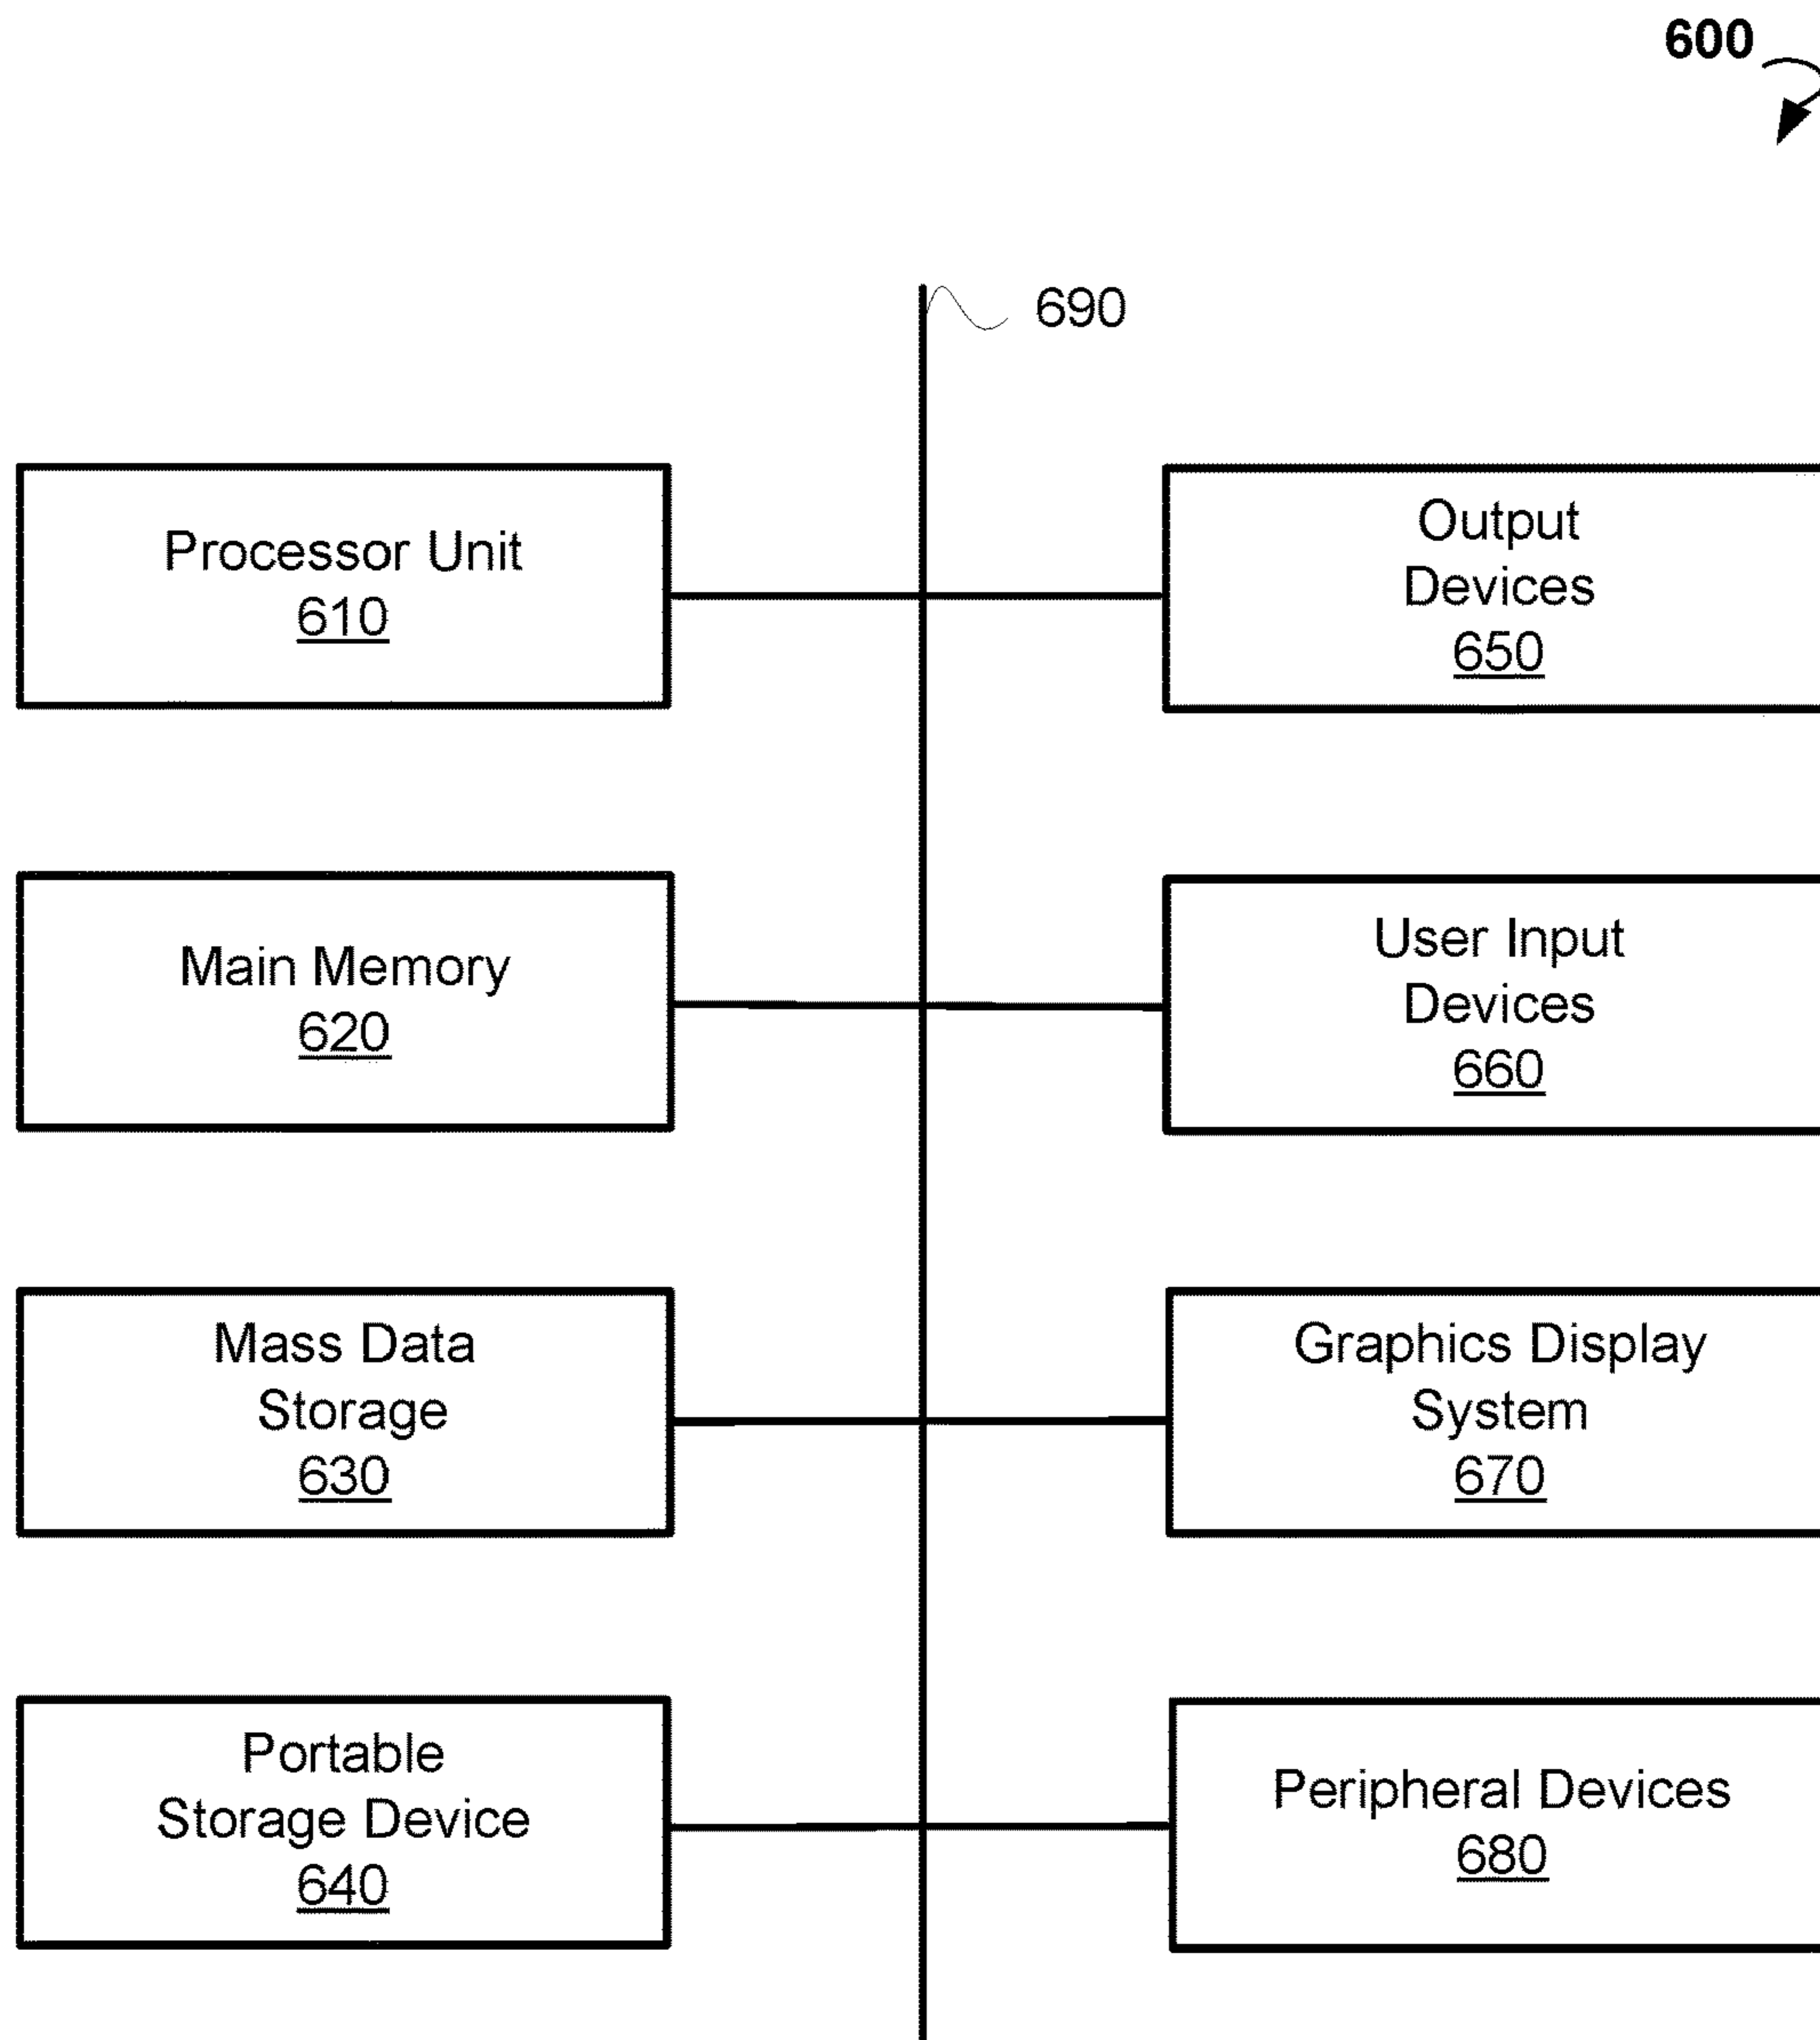 600
690
Processor Unit
610
Output
Devices
650
Main Memory
620
User Input
Devices
660
Mass Data
Storage
630
Graphics Display
System
670
Portable
Storage Device
640
Peripheral Devices
680